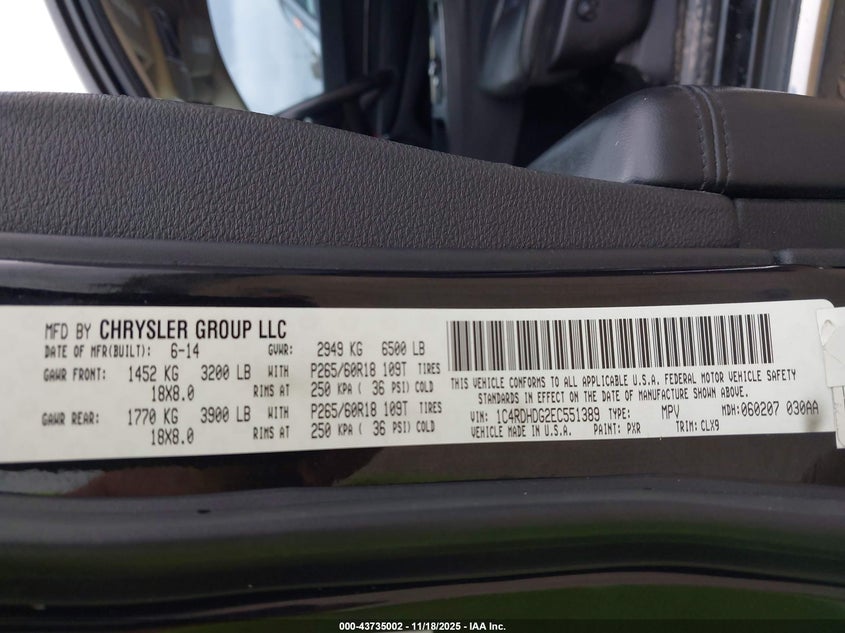 MFD BY CHRYSLER GROUP LLC
DATE OF MFR(BUILT): 6-14 GVWR: 2949 KG 6500 LB
GAWR FRONT: 1452 KG 3200 LB WITH P265/60R18 109T TIRES
18X8.0 RIMS AT 250 KPA ( 36 PSI) COLD
GAWR REAR: 1770 KG 3900 LB WITH P265/60R18 109T TIRES
18X8.0 RIMS AT 250 KPA ( 36 PSI) COLD
THIS VEHICLE CONFORMS TO ALL APPLICABLE U.S.A. FEDERAL MOTOR VEHICLE SAFETY
STANDARDS IN EFFECT ON THE DATE OF MANUFACTURE SHOWN ABOVE.
VIN: 1C4RDHDG2EC551389 TYPE: MPV MDH: 060207 030AA
VEHICLE MADE IN U.S.A. PAINT: PXR TRIM: CLX9
000-43735002 - 11/18/2025 - IAA Inc.